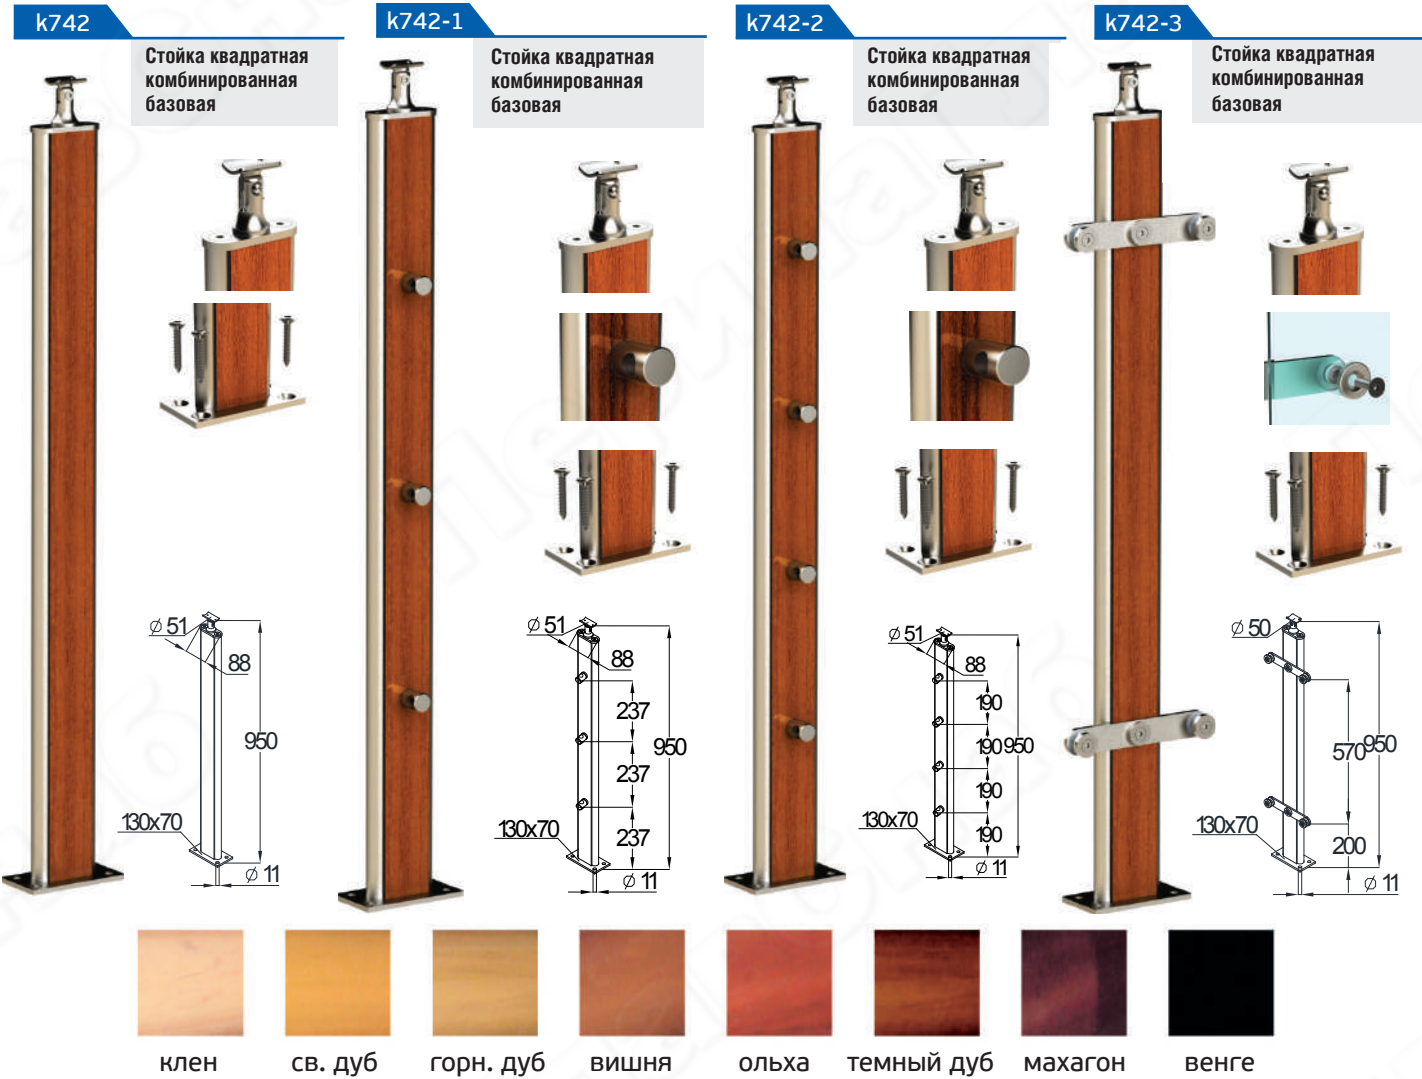 k742
Стойка квадратная
комбинированная
базовая
k742-1
Стойка квадратная
комбинированная
базовая
k742-2
Стойка квадратная
комбинированная
базовая
k742-3
Стойка квадратная
комбинированная
базовая
∅ 51
88
950
130x70
∅ 11
∅ 51
88
237
237
237
950
130x70
∅ 11
∅ 51
88
190
190
190
190
950
130x70
∅ 11
∅ 50
570
950
200
130x70
∅ 11
клен
св. дуб
горн. дуб
вишня
ольха
темный дуб
махагон
венге